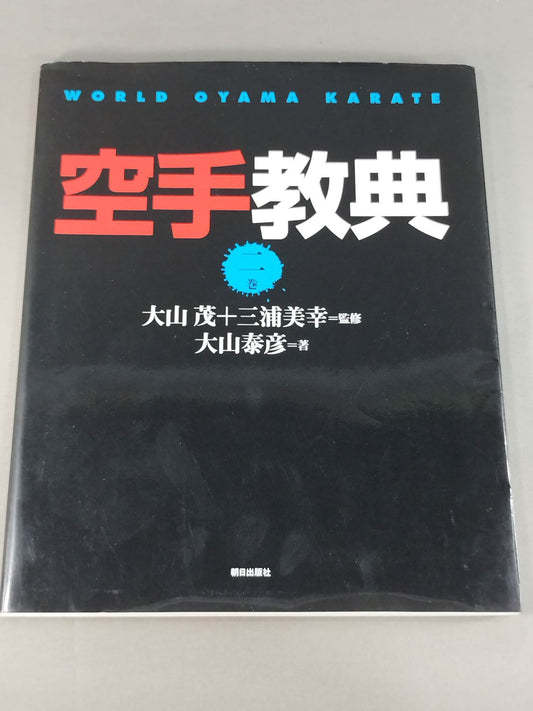 WORLD OYAMA KARATE
空手教典
二巻
大山 茂+三浦美幸=監修
大山泰彦=著
朝日出版社